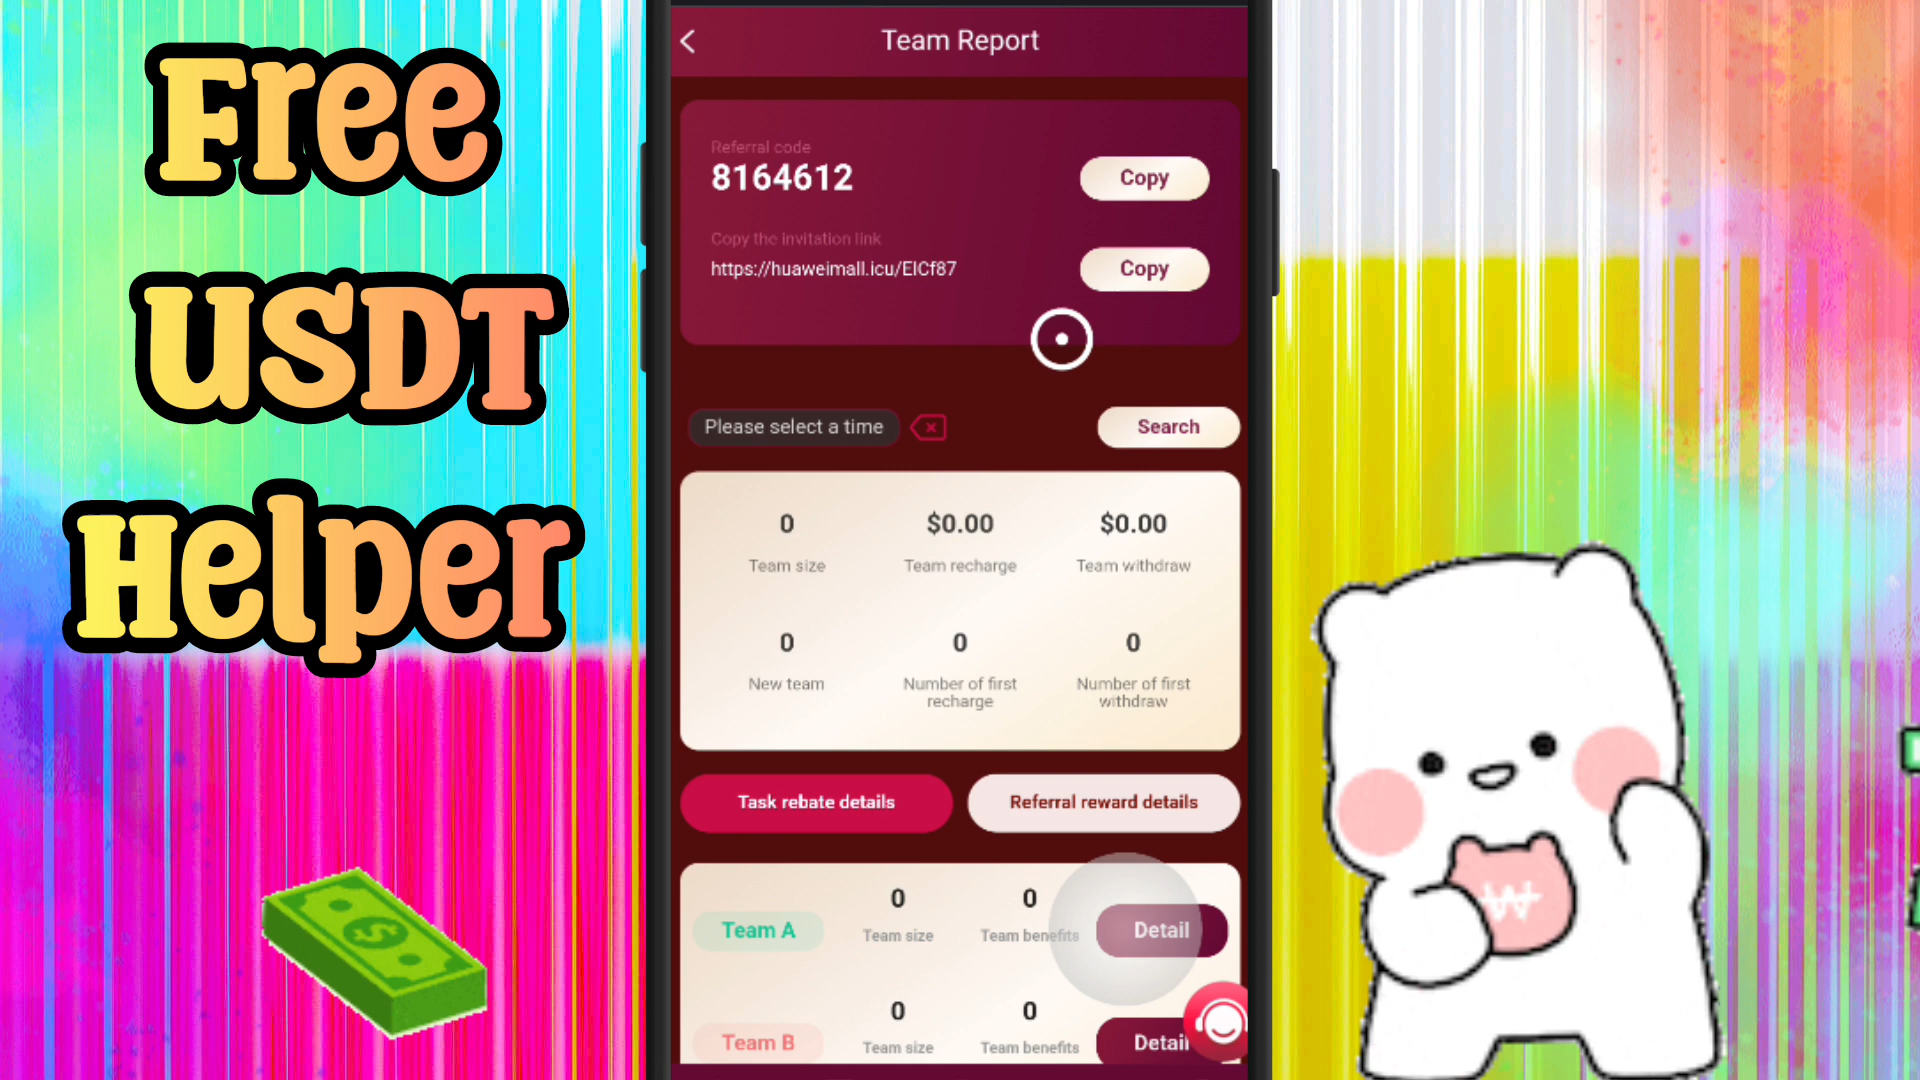 Free
USDT
Helper
Team Report
Referral code
8164612
Copy
Copy the invitation link
https://huaweimall.icu/EICf87
Copy
Please select a time
Search
0 $0.00 $0.00
Team size Team recharge Team withdraw
0 0 0
New team Number of first recharge Number of first withdraw
Task rebate details
Referral reward details
0 0
Team A Team size Team benefits Detail
0 0
Team B Team size Team benefits Detail
₩